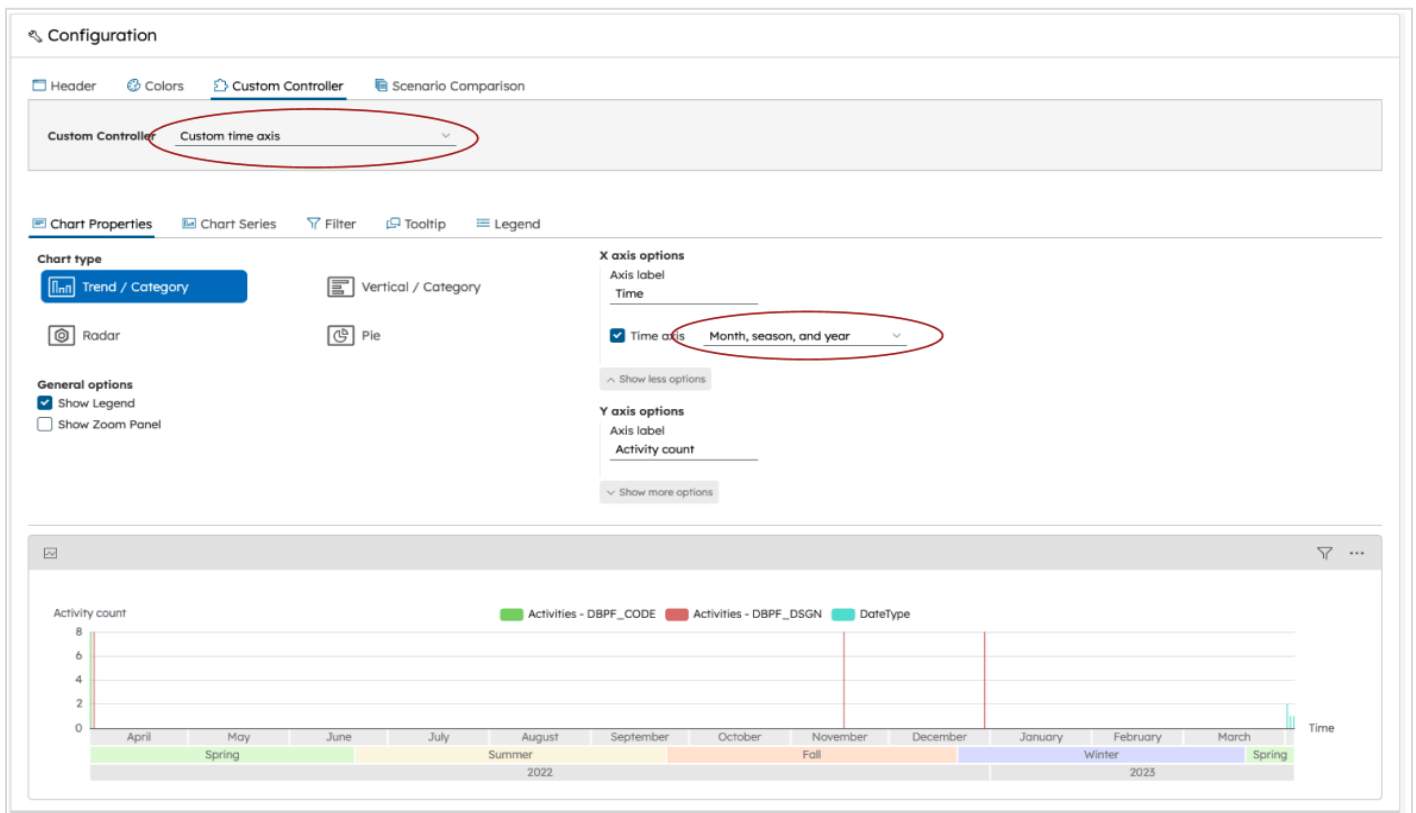 Configuration
Header Colors Custom Controller Scenario Comparison
Custom Controller Custom time axis
Chart Properties Chart Series Filter Tooltip Legend
Chart type
Trend / Category Vertical / Category
Radar Pie
General options
Show Legend
Show Zoom Panel
X axis options
Axis label
Time
Time axis Month, season, and year
Show less options
Y axis options
Axis label
Activity count
Show more options
Activity count
Activities - DBPF_CODE Activities - DBPF_DSGN DateType
8
6
4
2
0
Time
April May June July August September October November December January February March
Spring Summer Fall Winter Spring
2022 2023